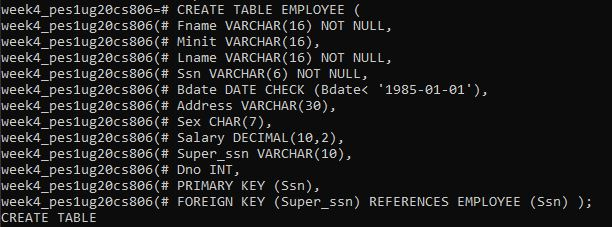 week4_pes1ug20cs806=# CREATE TABLE EMPLOYEE (
week4_pes1ug20cs806(# Fname VARCHAR(16) NOT NULL,
week4_pes1ug20cs806(# Minit VARCHAR(16),
week4_pes1ug20cs806(# Lname VARCHAR(16) NOT NULL,
week4_pes1ug20cs806(# Ssn VARCHAR(6) NOT NULL,
week4_pes1ug20cs806(# Bdate DATE CHECK (Bdate< '1985-01-01'),
week4_pes1ug20cs806(# Address VARCHAR(30),
week4_pes1ug20cs806(# Sex CHAR(7),
week4_pes1ug20cs806(# Salary DECIMAL(10,2),
week4_pes1ug20cs806(# Super_ssn VARCHAR(10),
week4_pes1ug20cs806(# Dno INT,
week4_pes1ug20cs806(# PRIMARY KEY (Ssn),
week4_pes1ug20cs806(# FOREIGN KEY (Super_ssn) REFERENCES EMPLOYEE (Ssn) );
CREATE TABLE